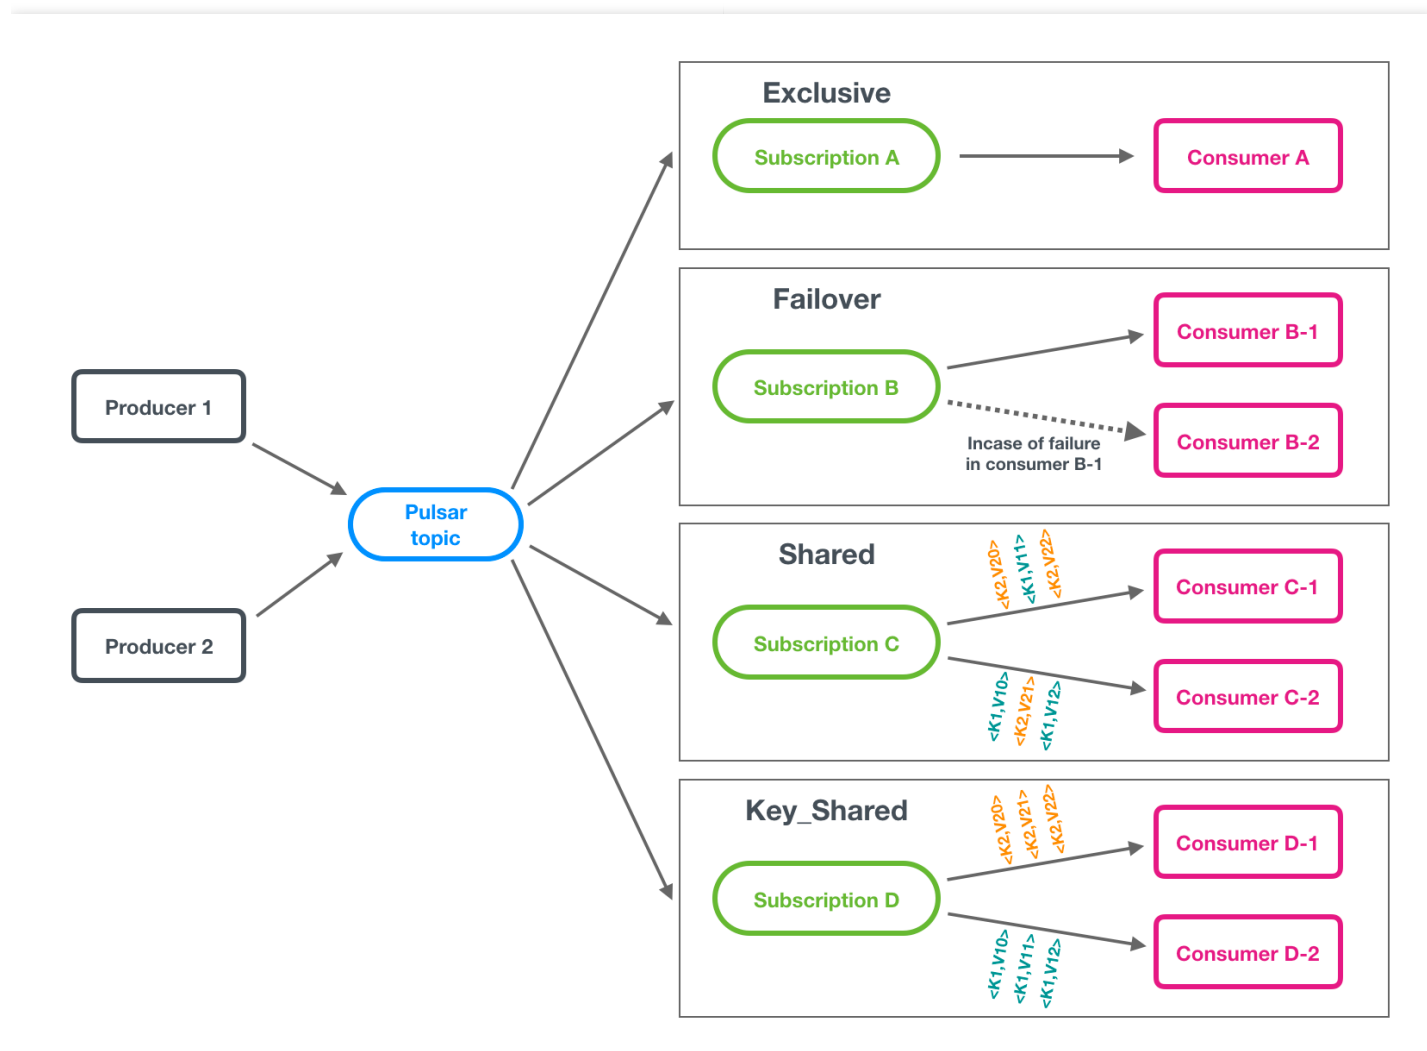 Exclusive
Subscription A
Consumer A
Failover
Subscription B
Consumer B-1
Incase of failure
in consumer B-1
Consumer B-2
Producer 1
Pulsar
topic
Producer 2
Shared
<K2,V20>
<K1,V11>
<K2,V22>
Subscription C
Consumer C-1
<K1,V10>
<K2,V21>
<K1,V12>
Consumer C-2
Key_Shared
<K2,V20>
<K2,V21>
<K2,V22>
Subscription D
Consumer D-1
<K1,V10>
<K1,V11>
<K1,V12>
Consumer D-2